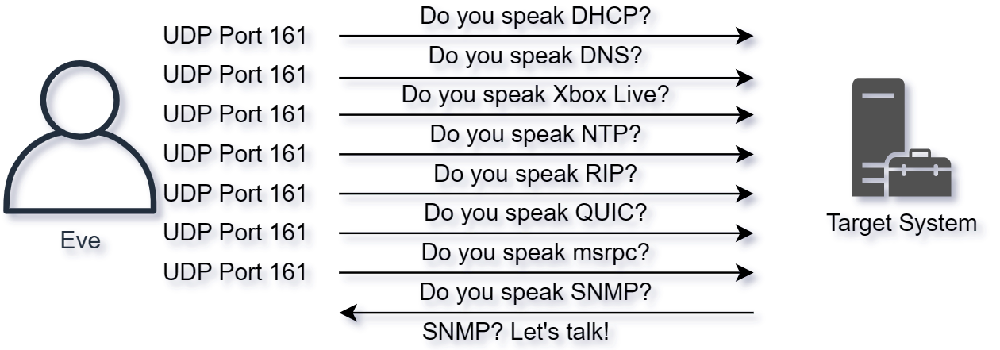 Do you speak DHCP?
UDP Port 161
Do you speak DNS?
UDP Port 161
Do you speak Xbox Live?
UDP Port 161
Do you speak NTP?
UDP Port 161
Do you speak RIP?
UDP Port 161
Do you speak QUIC?
UDP Port 161
Do you speak msrpc?
UDP Port 161
Do you speak SNMP?
SNMP? Let's talk!
Eve
Target System